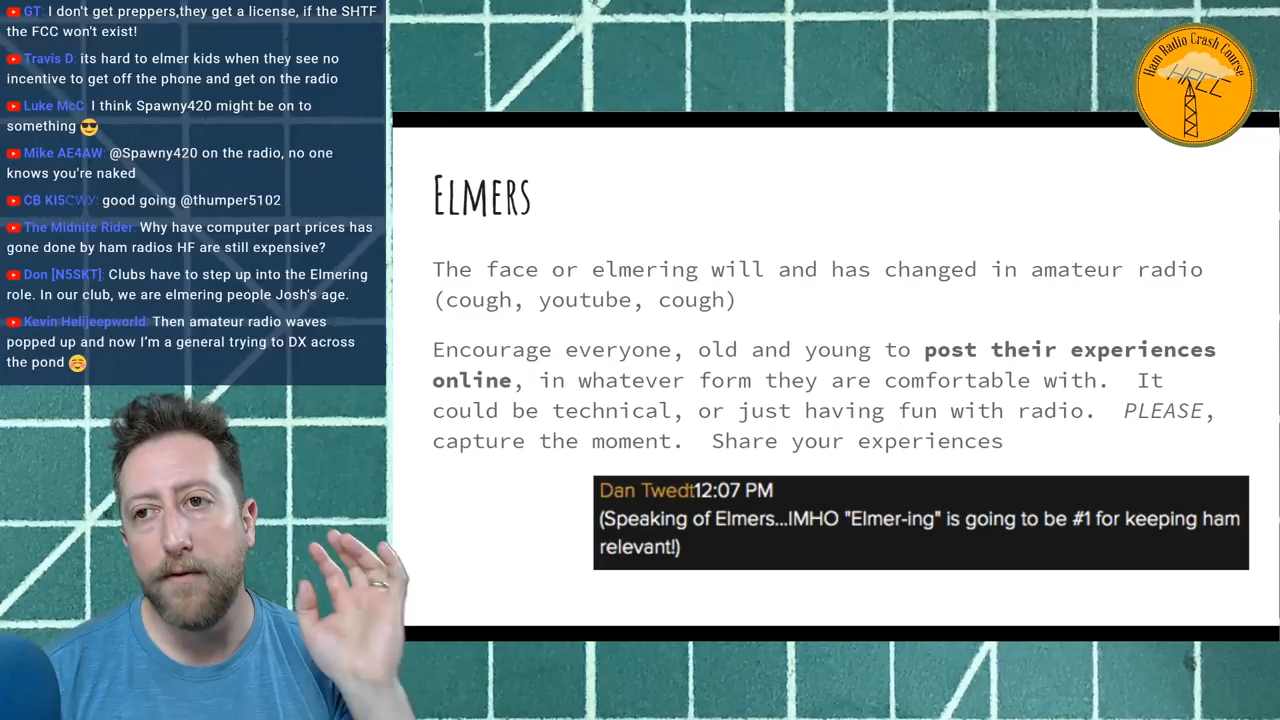 GT: I don't get preppers,they get a license, if the SHTF
the FCC won't exist!
Travis D: its hard to elmer kids when they see no
incentive to get off the phone and get on the radio
Luke McC: I think Spawny420 might be on to
something 😎
Mike AE4AW: @Spawny420 on the radio, no one
knows you're naked
CB KI5CWY: good going @thumper5102
The Midnite Rider: Why have computer part prices has
gone done by ham radios HF are still expensive?
Don [N5SKT]: Clubs have to step up into the Elmering
role. In our club, we are elmering people Josh's age.
Kevin Helijeepworld: Then amateur radio waves
popped up and now I'm a general trying to DX across
the pond ☺️
Ham Radio Crash Course
HRCC
ELMERS
The face or elmering will and has changed in amateur radio
(cough, youtube, cough)
Encourage everyone, old and young to post their experiences
online, in whatever form they are comfortable with. It
could be technical, or just having fun with radio. PLEASE,
capture the moment. Share your experiences
Dan Twedt12:07 PM
(Speaking of Elmers...IMHO "Elmer-ing" is going to be #1 for keeping ham
relevant!)